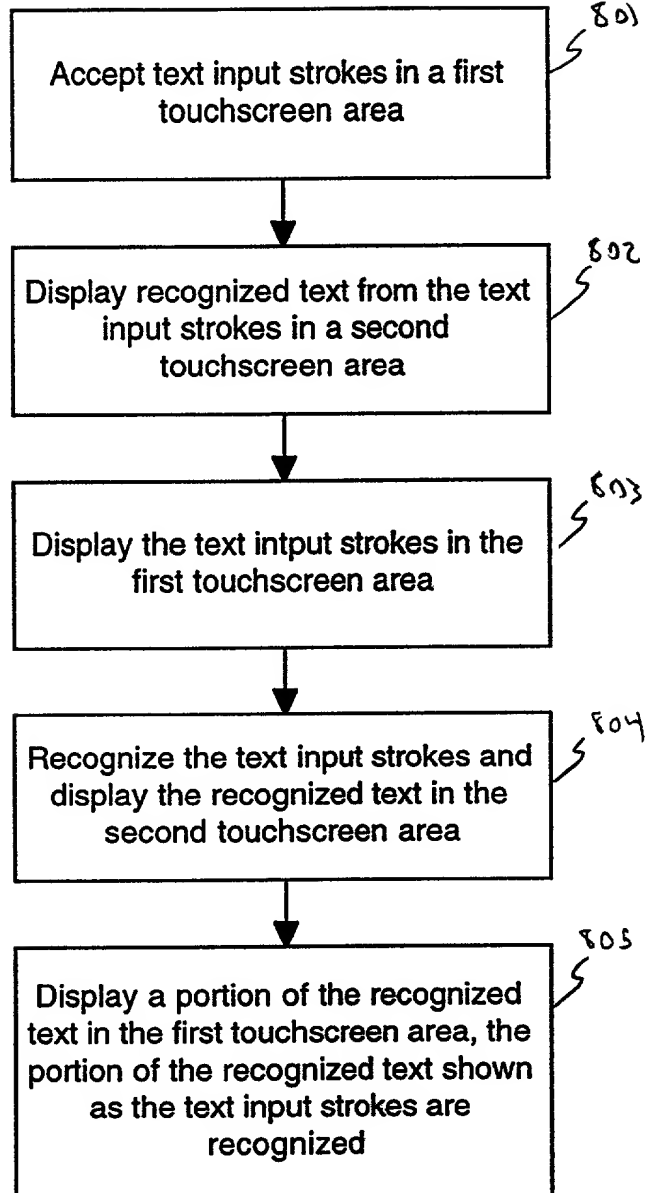 801
Accept text input strokes in a first
touchscreen area
802
Display recognized text from the text
input strokes in a second
touchscreen area
803
Display the text intput strokes in the
first touchscreen area
804
Recognize the text input strokes and
display the recognized text in the
second touchscreen area
805
Display a portion of the recognized
text in the first touchscreen area, the
portion of the recognized text shown
as the text input strokes are
recognized